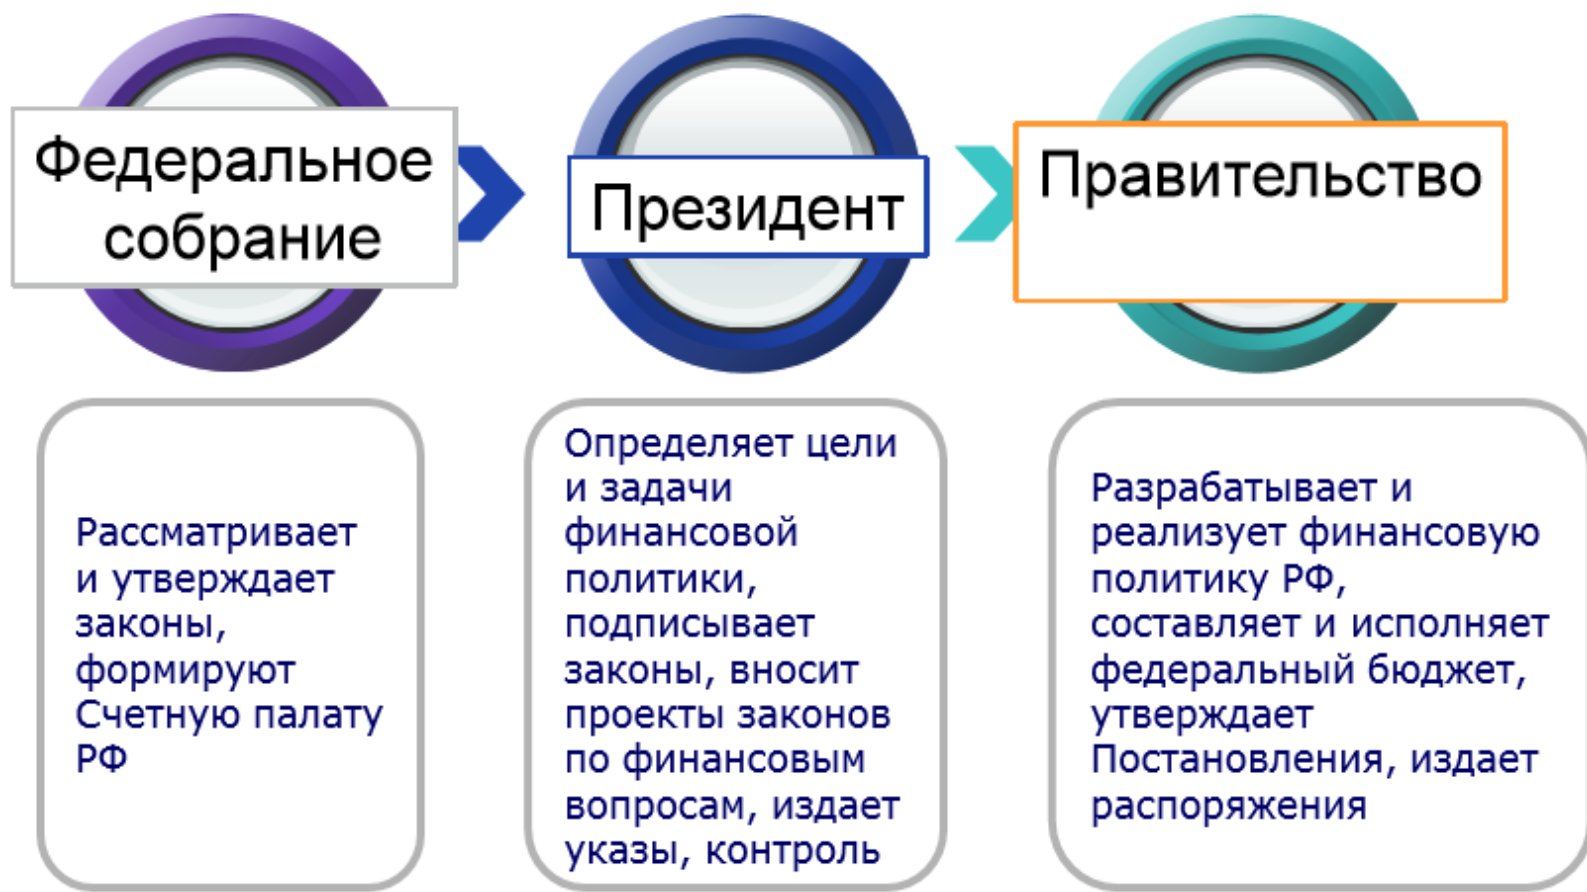 Федеральное
собрание
Президент
Правительство
Рассматривает
и утверждает
законы,
формируют
Счетную палату
РФ
Определяет цели
и задачи
финансовой
политики,
подписывает
законы, вносит
проекты законов
по финансовым
вопросам, издает
указы, контроль
Разрабатывает и
реализует финансовую
политику РФ,
составляет и исполняет
федеральный бюджет,
утверждает
Постановления, издает
распоряжения